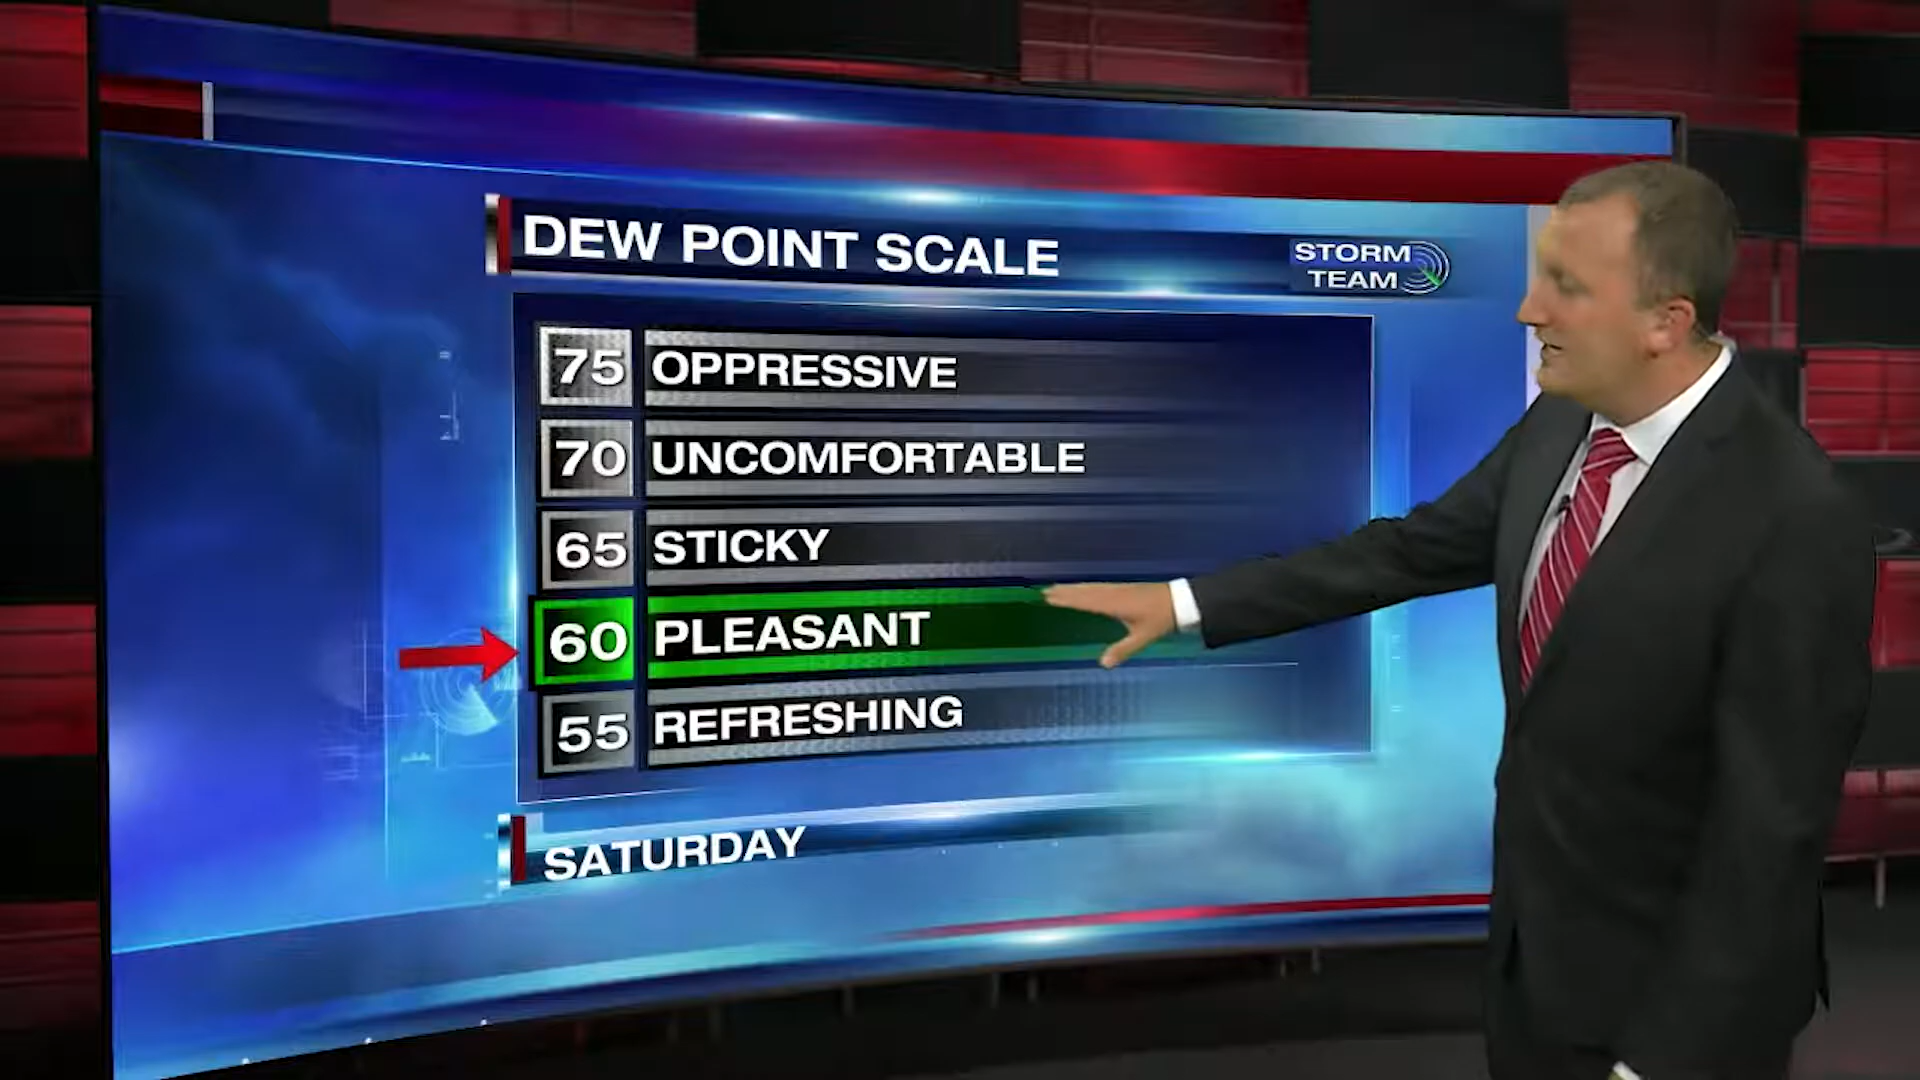 DEW POINT SCALE
STORM
TEAM
75 OPPRESSIVE
70 UNCOMFORTABLE
65 STICKY
60 PLEASANT
55 REFRESHING
SATURDAY